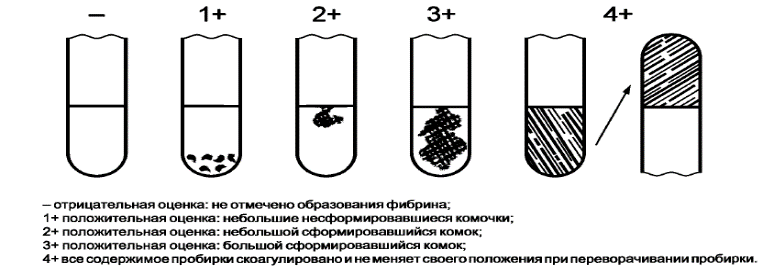 – 1+ 2+ 3+ 4+
– отрицательная оценка: не отмечено образования фибрина;
1+ положительная оценка: небольшие несформировавшиеся комочки;
2+ положительная оценка: небольшой сформировавшийся комок;
3+ положительная оценка: большой сформировавшийся комок;
4+ все содержимое пробирки скоагулировано и не меняет своего положения при переворачивании пробирки.